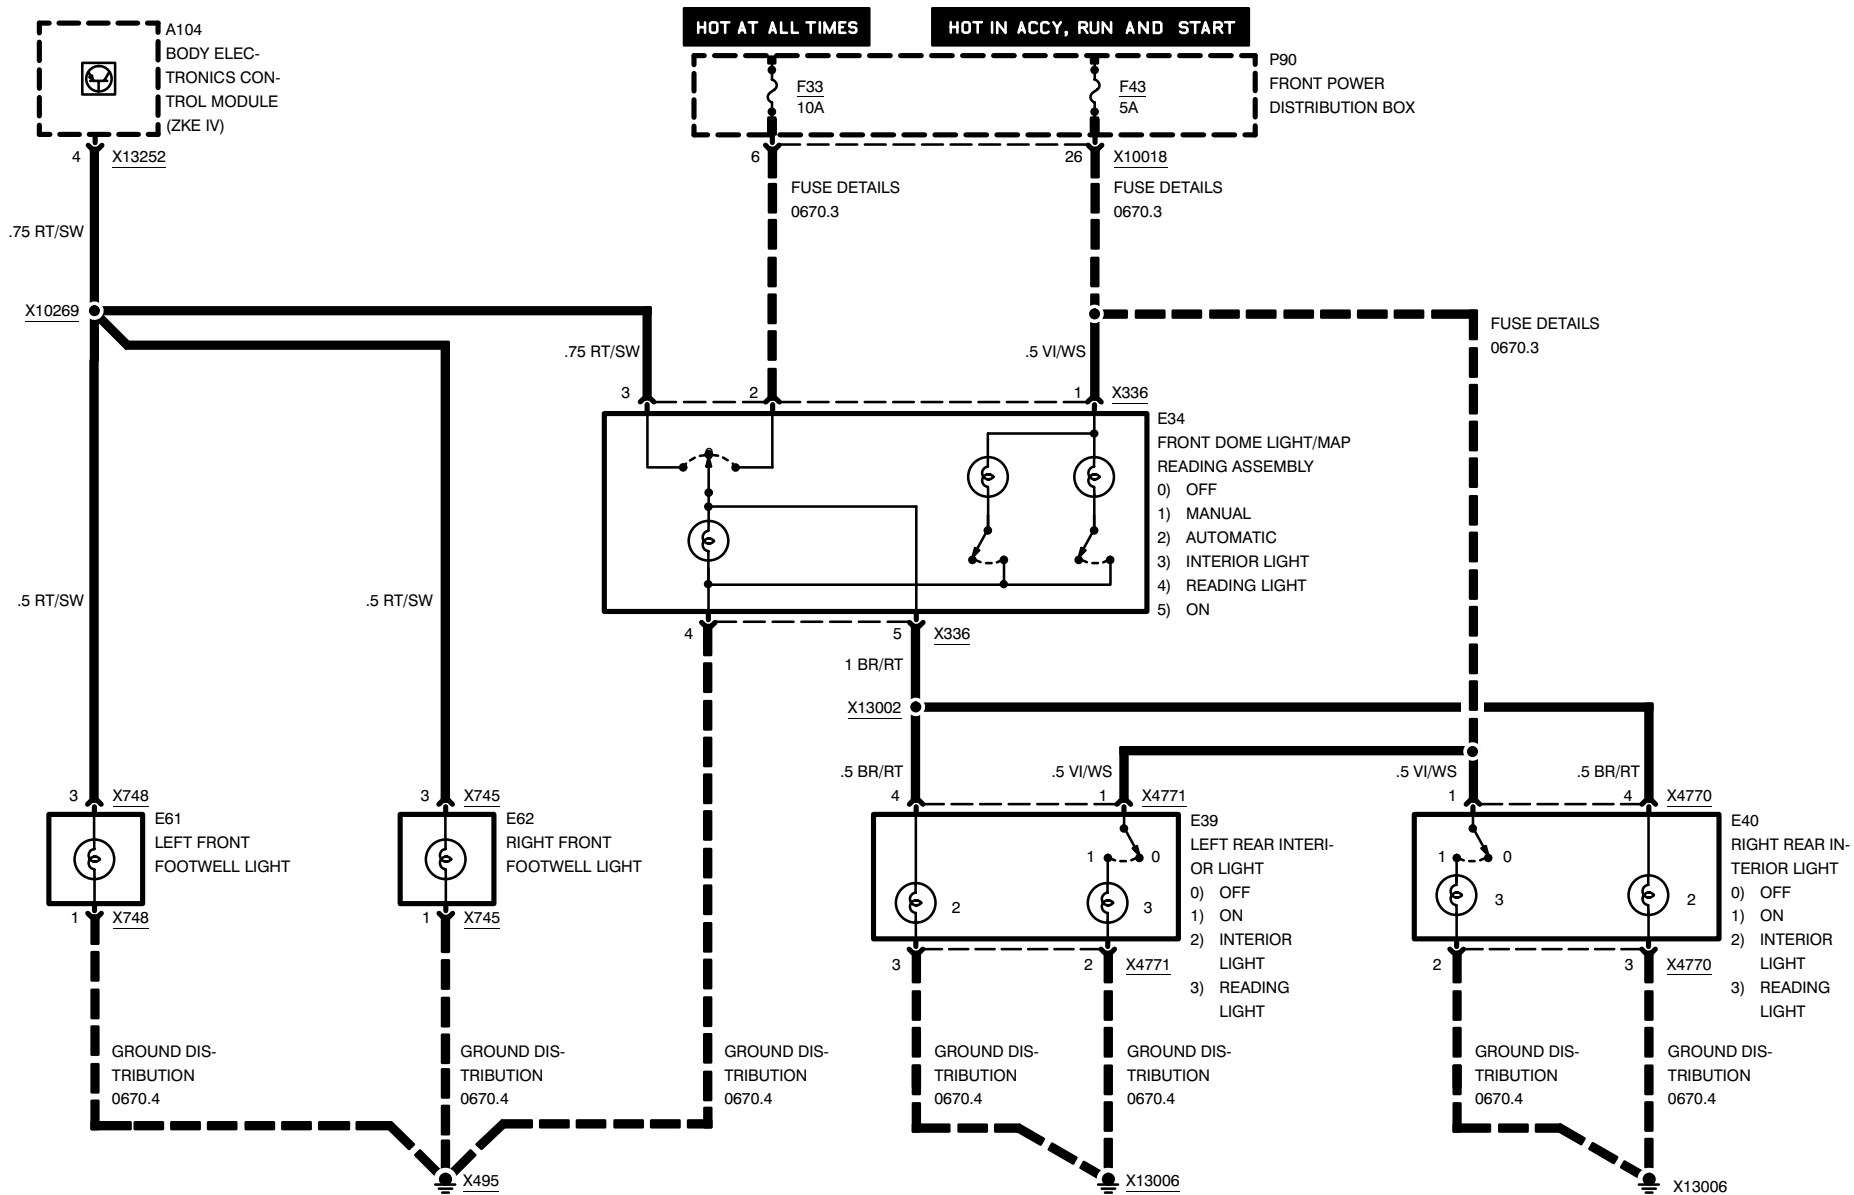 HOT AT ALL TIMES
HOT IN ACCY, RUN AND START
A104
BODY ELEC-
TRONICS CON-
TROL MODULE
(ZKE IV)
P90
FRONT POWER
DISTRIBUTION BOX
F33
10A
F43
5A
4
X13252
6
26
X10018
FUSE DETAILS
0670.3
FUSE DETAILS
0670.3
.75 RT/SW
X10269
FUSE DETAILS
0670.3
.75 RT/SW
.5 VI/WS
3
2
1
X336
E34
FRONT DOME LIGHT/MAP
READING ASSEMBLY
0) OFF
1) MANUAL
2) AUTOMATIC
3) INTERIOR LIGHT
4) READING LIGHT
5) ON
.5 RT/SW
.5 RT/SW
4
5
X336
1 BR/RT
X13002
.5 BR/RT
.5 VI/WS
.5 VI/WS
.5 BR/RT
3
X748
3
X745
4
1
X4771
1
4
X4770
E61
LEFT FRONT
FOOTWELL LIGHT
E62
RIGHT FRONT
FOOTWELL LIGHT
1
0
2
3
E39
LEFT REAR INTERI-
OR LIGHT
0) OFF
1) ON
2) INTERIOR
LIGHT
3) READING
LIGHT
1
0
3
2
E40
RIGHT REAR IN-
TERIOR LIGHT
0) OFF
1) ON
2) INTERIOR
LIGHT
3) READING
LIGHT
1
X748
1
X745
3
2
X4771
2
3
X4770
GROUND DIS-
TRIBUTION
0670.4
GROUND DIS-
TRIBUTION
0670.4
GROUND DIS-
TRIBUTION
0670.4
GROUND DIS-
TRIBUTION
0670.4
GROUND DIS-
TRIBUTION
0670.4
GROUND DIS-
TRIBUTION
0670.4
GROUND DIS-
TRIBUTION
0670.4
X495
X13006
X13006